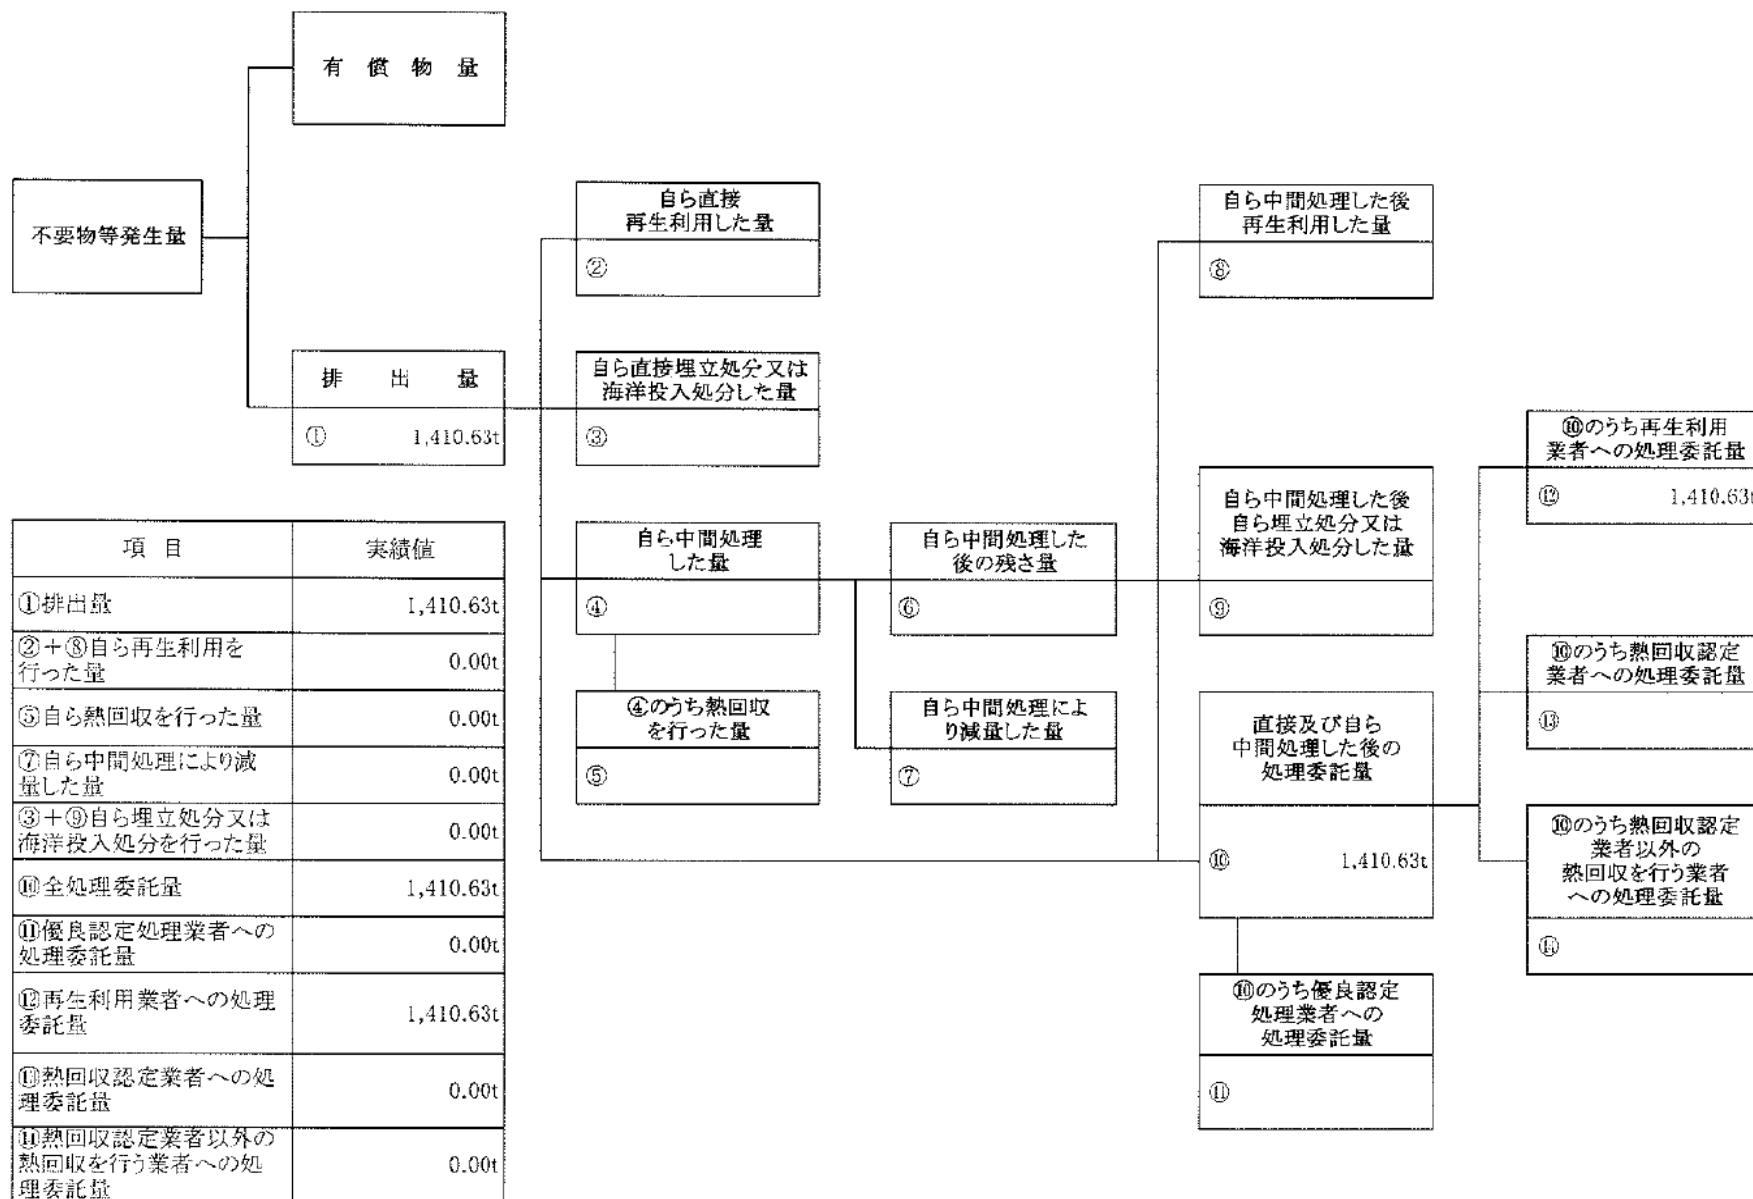 有償物量
不要物等発生量
排出量
① 1,410.63t
自ら直接
再生利用した量
②
自ら直接埋立処分又は
海洋投入処分した量
③
自ら中間処理
した量
④
④のうち熱回収
を行った量
⑤
自ら中間処理した
後の残さ量
⑥
自ら中間処理によ
り減量した量
⑦
自ら中間処理した後
再生利用した量
⑧
自ら中間処理した後
自ら埋立処分又は
海洋投入処分した量
⑨
直接及び自ら
中間処理した後の
処理委託量
⑩ 1,410.63t
⑩のうち優良認定
処理業者への
処理委託量
⑪
⑩のうち再生利用
業者への処理委託量
⑫ 1,410.63t
⑩のうち熱回収認定
業者への処理委託量
⑬
⑩のうち熱回収認定
業者以外の
熱回収を行う業者
への処理委託量
⑭
項目 実績値
①排出量 1,410.63t
②+⑧自ら再生利用を
行った量 0.00t
⑤自ら熱回収を行った量 0.00t
⑦自ら中間処理により減
量した量 0.00t
③+⑨自ら埋立処分又は
海洋投入処分を行った量 0.00t
⑩全処理委託量 1,410.63t
⑪優良認定処理業者への
処理委託量 0.00t
⑫再生利用業者への処理
委託量 1,410.63t
⑬熱回収認定業者への処
理委託量 0.00t
⑭熱回収認定業者以外の
熱回収を行う業者への処
理委託量 0.00t